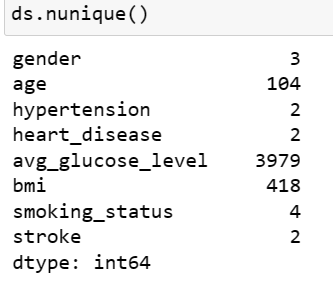 ds.nunique()
gender 3
age 104
hypertension 2
heart_disease 2
avg_glucose_level 3979
bmi 418
smoking_status 4
stroke 2
dtype: int64